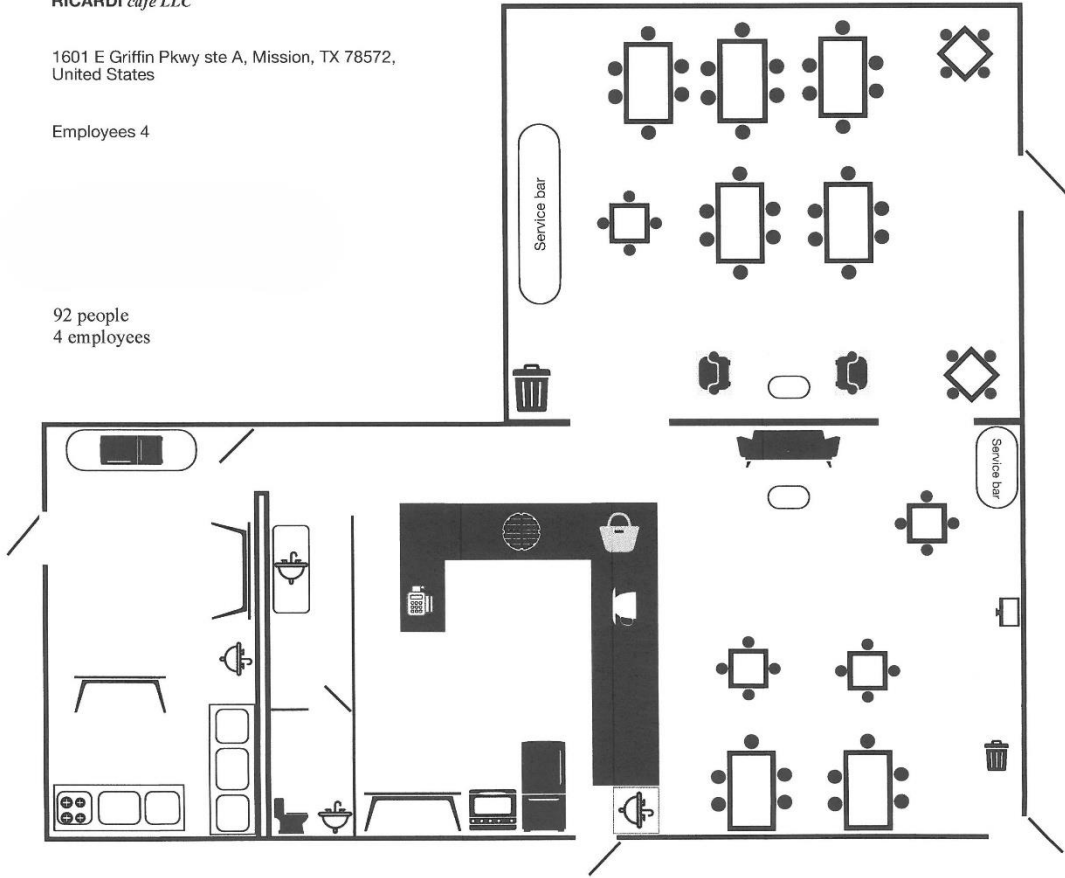 RICARDI cafe LLC
1601 E Griffin Pkwy ste A, Mission, TX 78572,
United States
Employees 4
92 people
4 employees
Service bar
Service bar